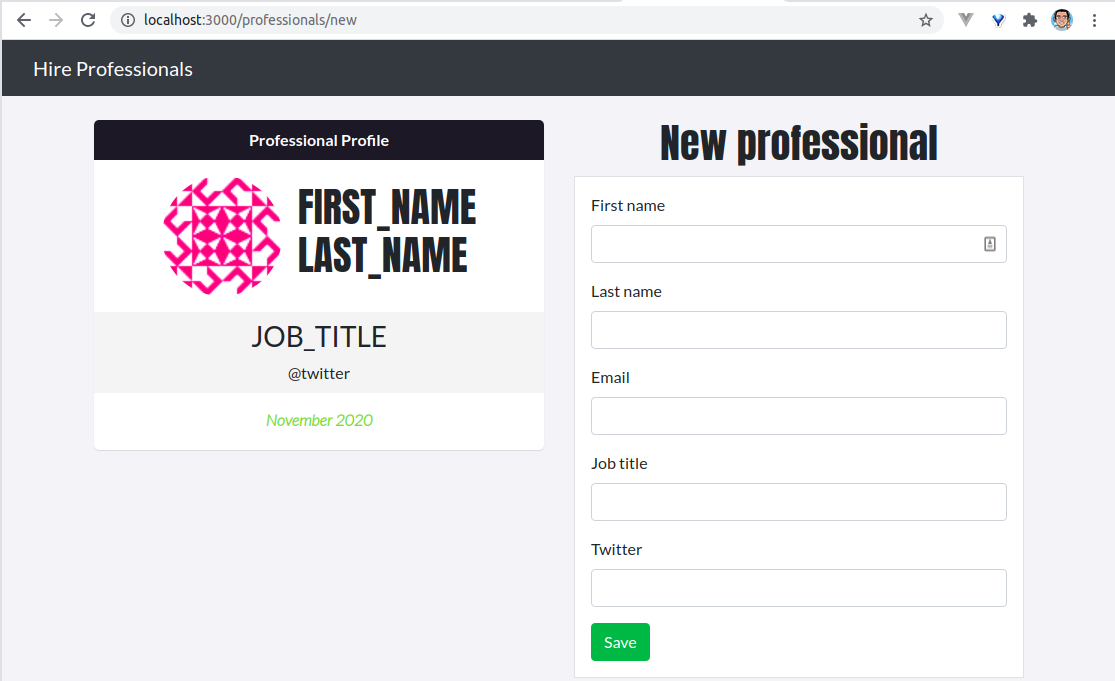 localhost:3000/professionals/new
Hire Professionals
Professional Profile
FIRST_NAME
LAST_NAME
JOB_TITLE
@twitter
November 2020
New professional
First name
Last name
Email
Job title
Twitter
Save